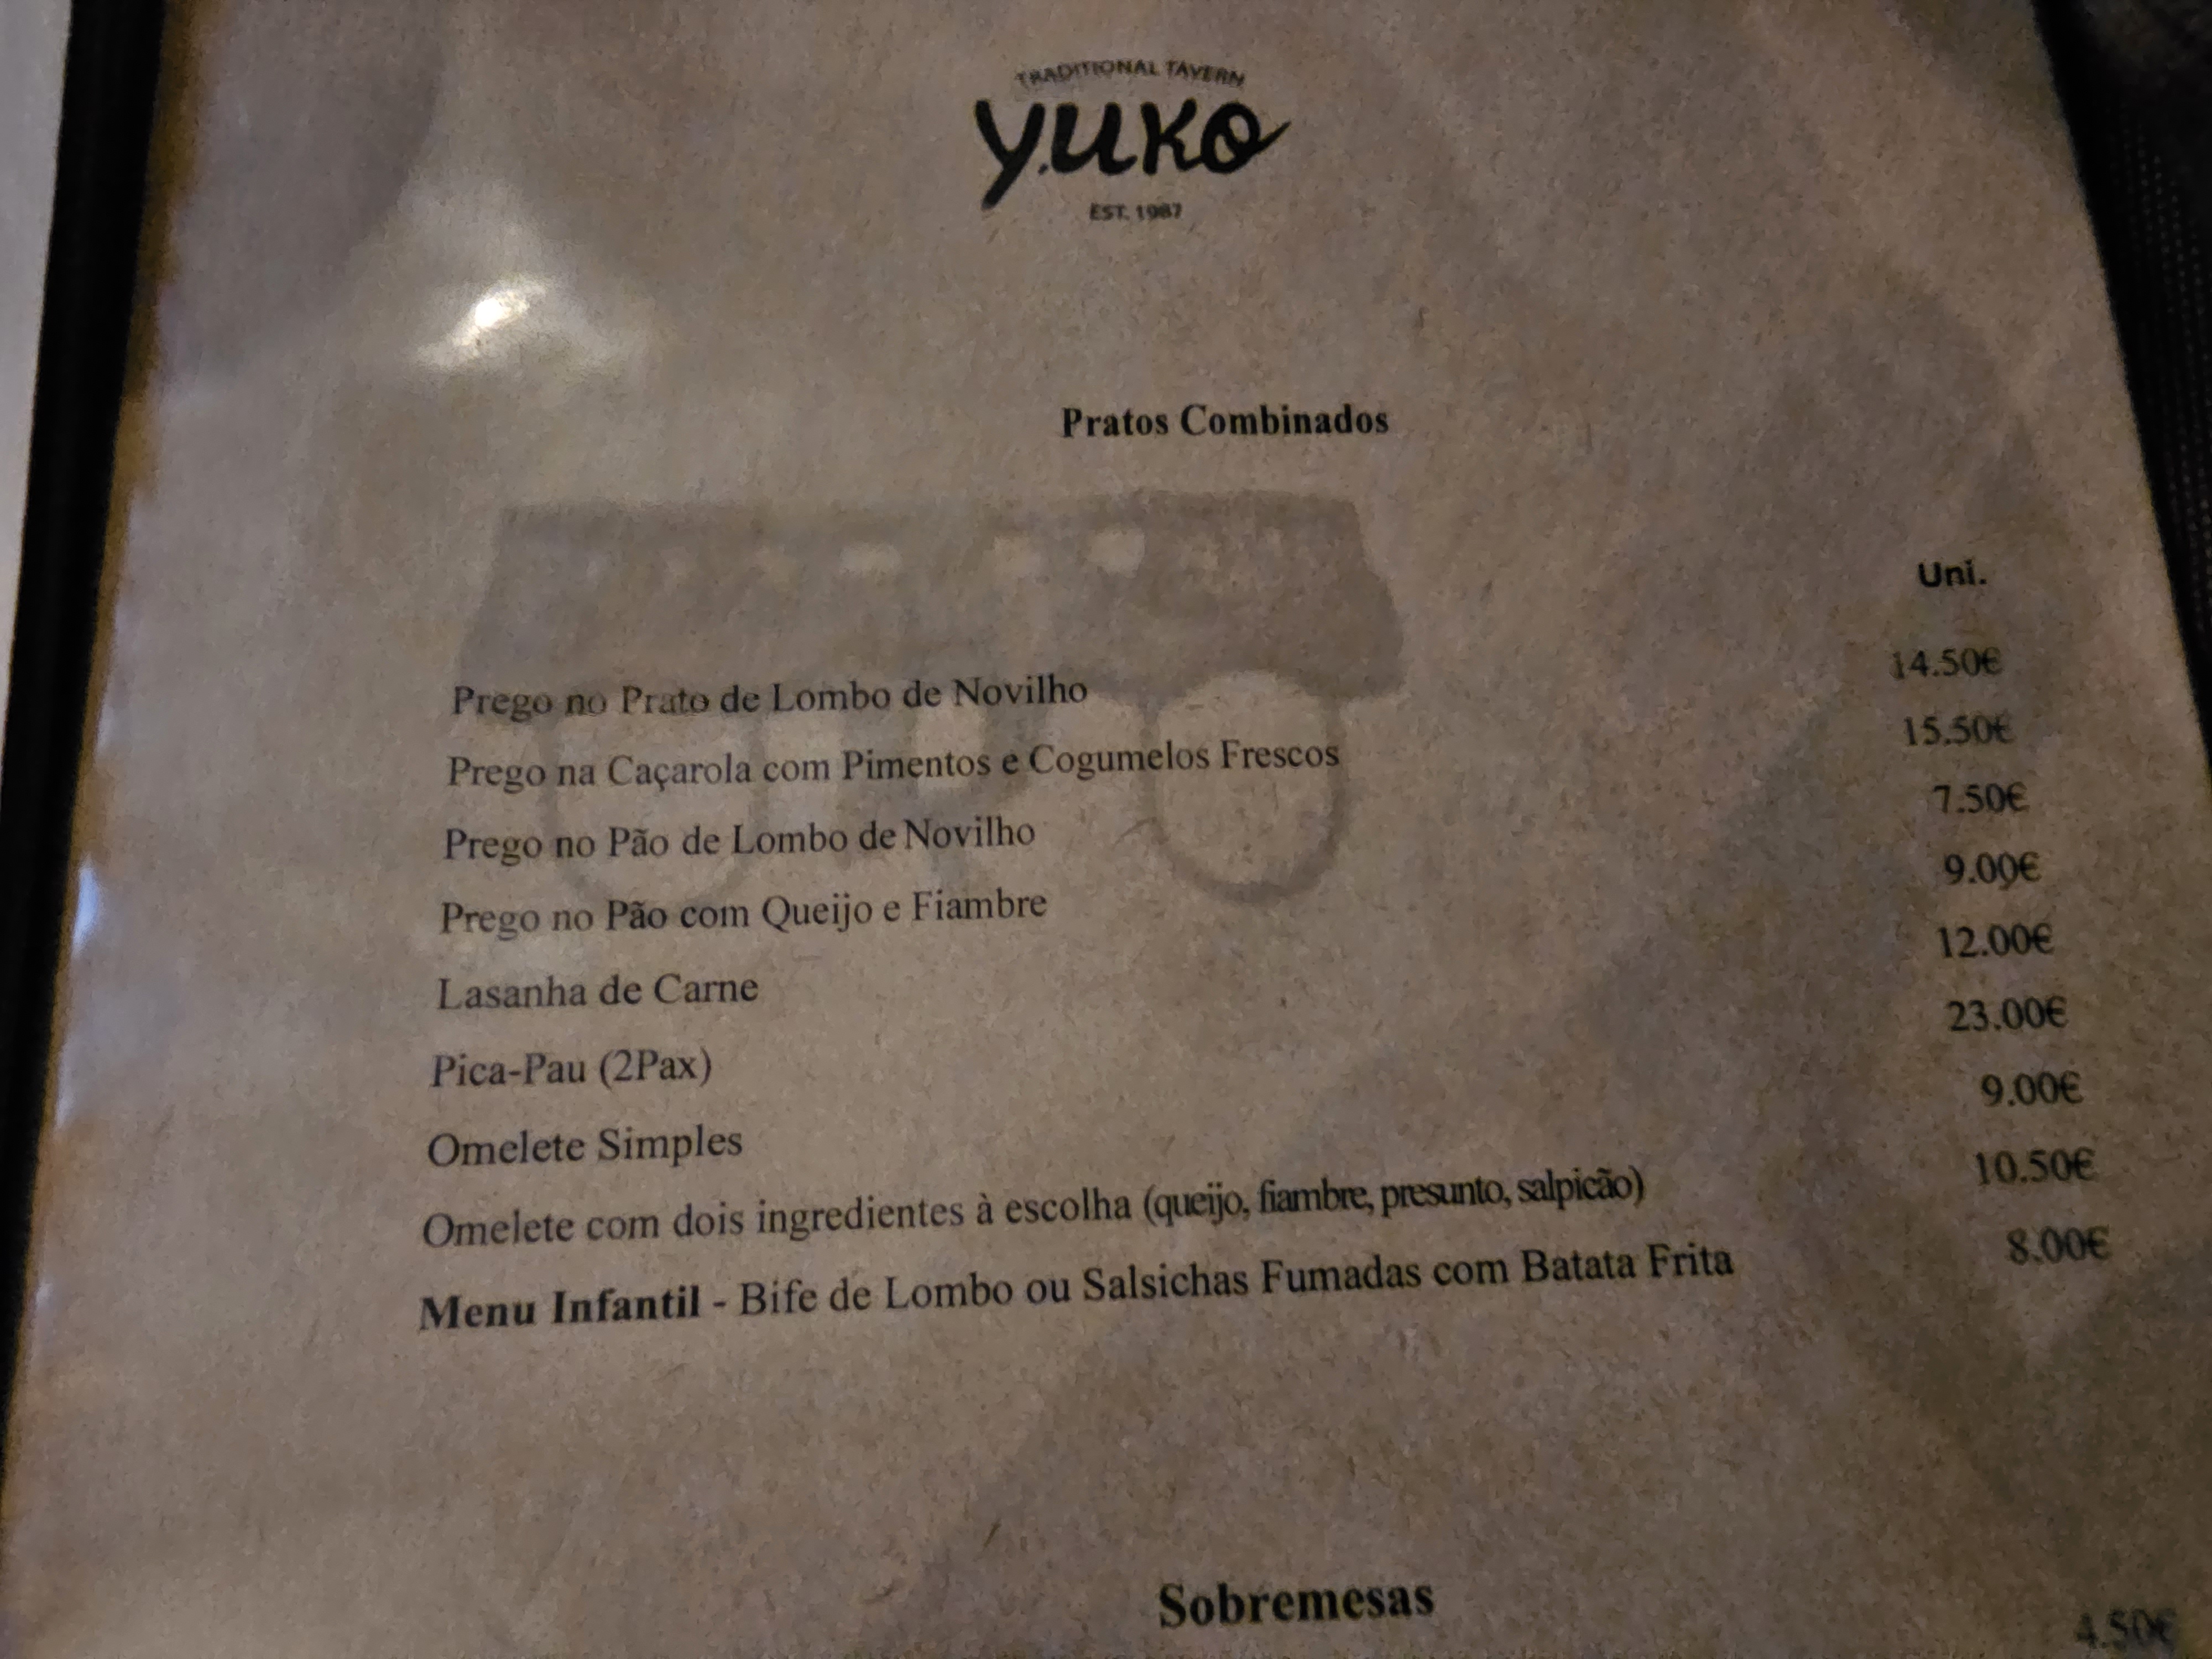 TRADITIONAL TAVERN
yuko
EST. 1987
Pratos Combinados
Uni.
Prego no Prato de Lombo de Novilho 14.50€
Prego na Caçarola com Pimentos e Cogumelos Frescos 15.50€
Prego no Pão de Lombo de Novilho 7.50€
Prego no Pão com Queijo e Fiambre 9.00€
Lasanha de Carne 12.00€
Pica-Pau (2Pax) 23.00€
Omelete Simples 9.00€
Omelete com dois ingredientes à escolha (queijo, fiambre, presunto, salpicão) 10.50€
Menu Infantil - Bife de Lombo ou Salsichas Fumadas com Batata Frita 8.00€
Sobremesas
4.50€